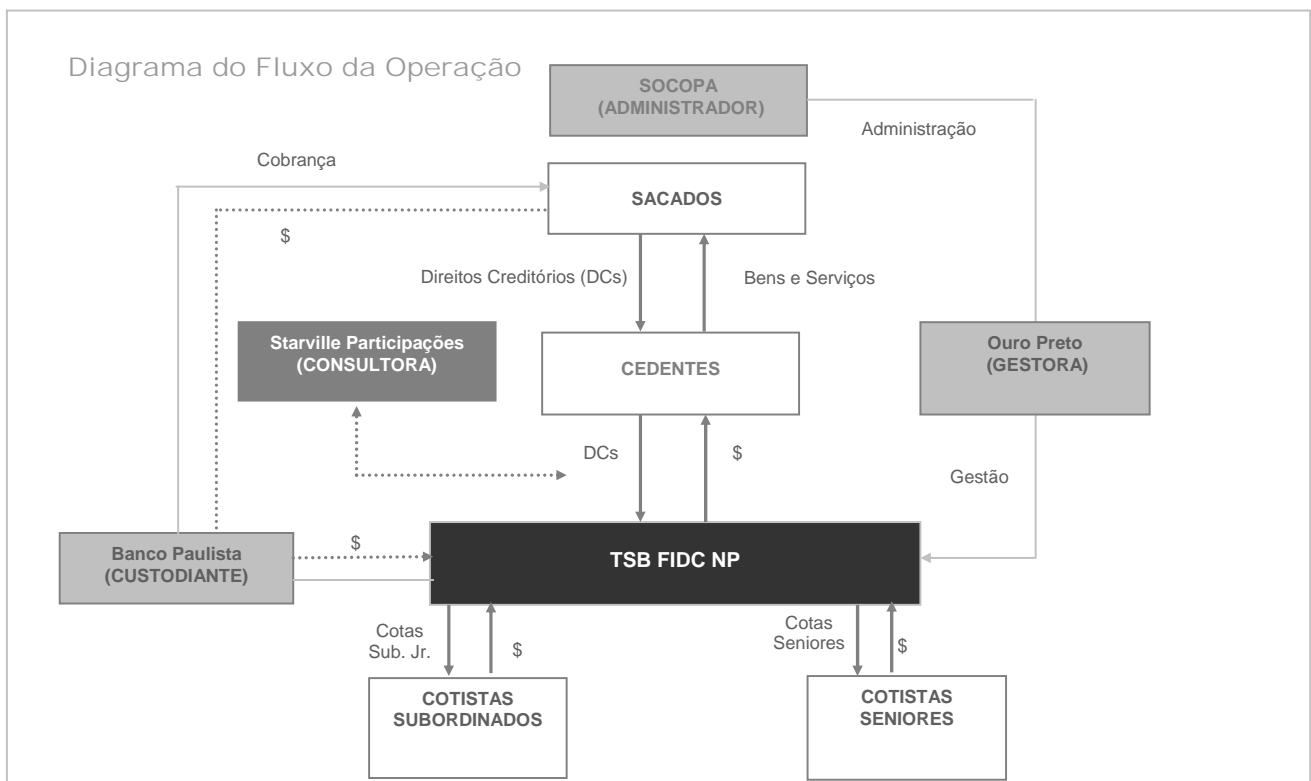 Diagrama do Fluxo da Operação
SOCOPA
(ADMINISTRADOR)
Administração
Cobrança
SACADOS
$
Direitos Creditórios (DCs)
Bens e Serviços
Starville Participações
(CONSULTORA)
CEDENTES
Ouro Preto
(GESTORA)
DCs
$
Gestão
Banco Paulista
(CUSTODIANTE)
$
TSB FIDC NP
Cotas
Sub. Jr.
$
Cotas
Seniores
$
COTISTAS
SUBORDINADOS
COTISTAS
SENIORES